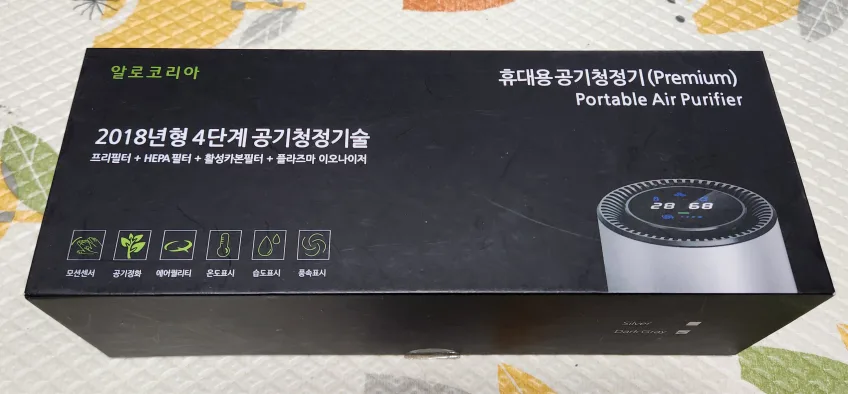 알로코리아
휴대용 공기청정기 (Premium)
Portable Air Purifier
2018년형 4단계 공기청정기술
프리필터 + HEPA 필터 + 활성카본필터 + 플라즈마 이오나이저
28 68
모션센서 공기정화 에어퀄리티 온도표시 습도표시 풍속표시
Silver
Dark Gray